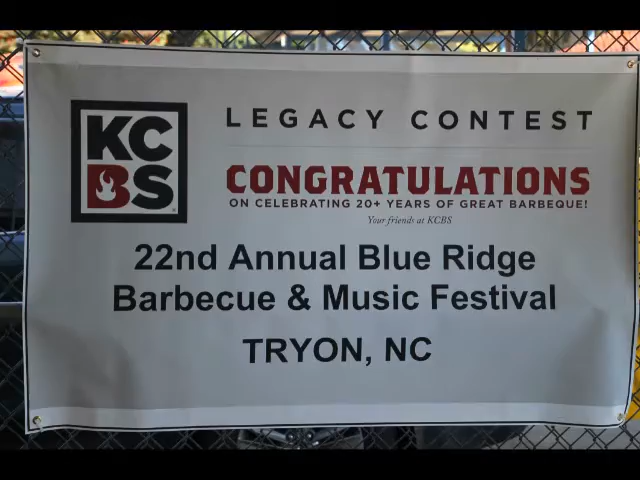 KC
BS
LEGACY CONTEST
CONGRATULATIONS
ON CELEBRATING 20+ YEARS OF GREAT BARBEQUE!
Your friends at KCBS
22nd Annual Blue Ridge
Barbecue & Music Festival
TRYON, NC